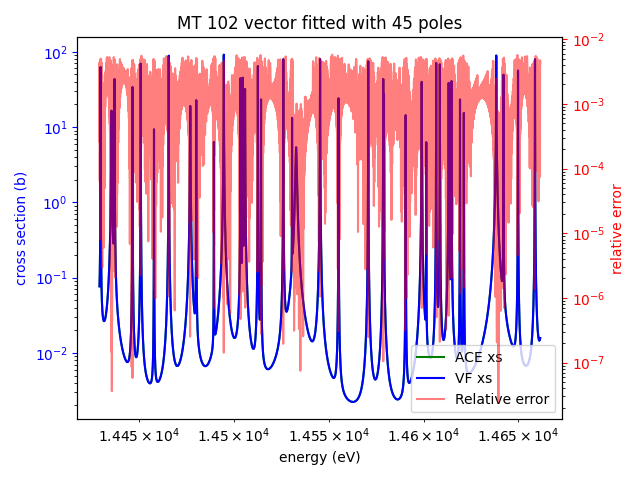 MT 102 vector fitted with 45 poles
10²
10¹
10⁰
10⁻¹
10⁻²
cross section (b)
10⁻²
10⁻³
10⁻⁴
10⁻⁵
10⁻⁶
10⁻⁷
relative error
ACE xs
VF xs
Relative error
1.445 × 10⁴ 1.45 × 10⁴ 1.455 × 10⁴ 1.46 × 10⁴ 1.465 × 10⁴
energy (eV)